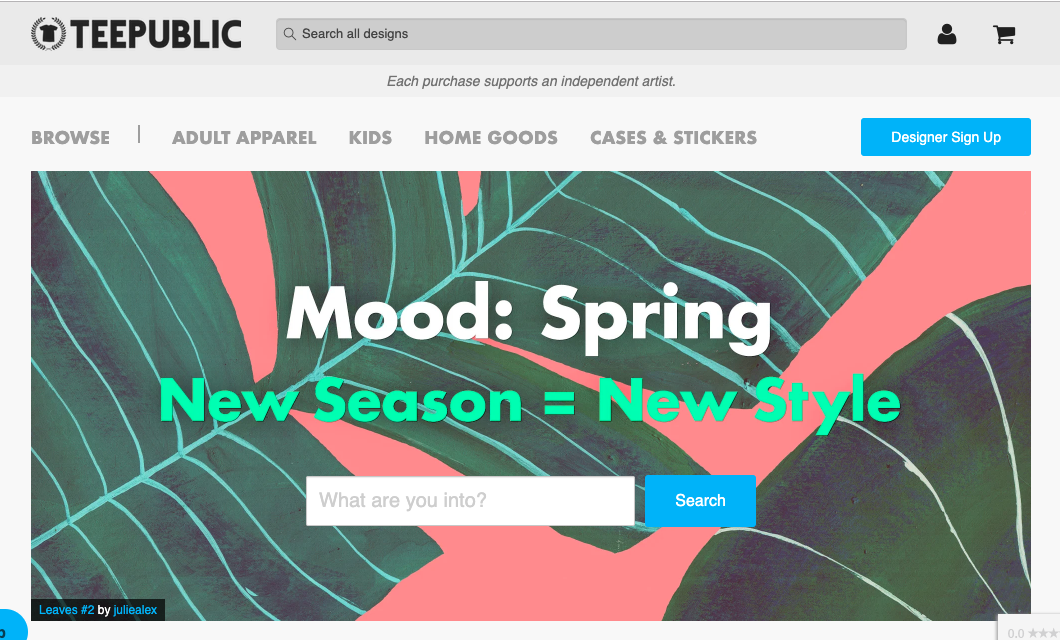 TEEPUBLIC
Search all designs
Each purchase supports an independent artist.
BROWSE | ADULT APPAREL KIDS HOME GOODS CASES & STICKERS Designer Sign Up
Mood: Spring
New Season = New Style
What are you into? Search
Leaves #2 by juliealex
0.0 ★★★